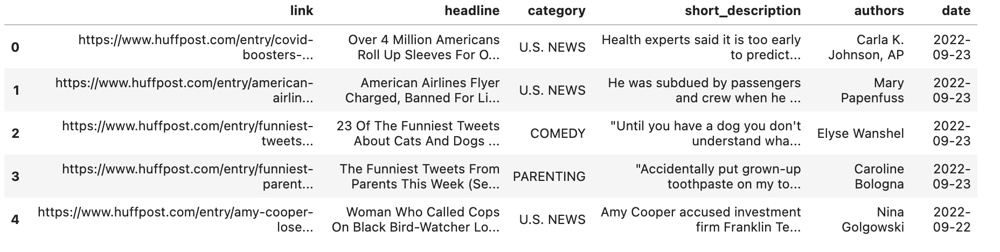 link headline category short_description authors date
0 https://www.huffpost.com/entry/covid-boosters-... Over 4 Million Americans Roll Up Sleeves For O... U.S. NEWS Health experts said it is too early to predict... Carla K. Johnson, AP 2022-09-23
1 https://www.huffpost.com/entry/american-airlin... American Airlines Flyer Charged, Banned For Li... U.S. NEWS He was subdued by passengers and crew when he ... Mary Papenfuss 2022-09-23
2 https://www.huffpost.com/entry/funniest-tweets... 23 Of The Funniest Tweets About Cats And Dogs ... COMEDY "Until you have a dog you don't understand wha... Elyse Wanshel 2022-09-23
3 https://www.huffpost.com/entry/funniest-parent... The Funniest Tweets From Parents This Week (Se... PARENTING "Accidentally put grown-up toothpaste on my to... Caroline Bologna 2022-09-23
4 https://www.huffpost.com/entry/amy-cooper-lose... Woman Who Called Cops On Black Bird-Watcher Lo... U.S. NEWS Amy Cooper accused investment firm Franklin Te... Nina Golgowski 2022-09-22